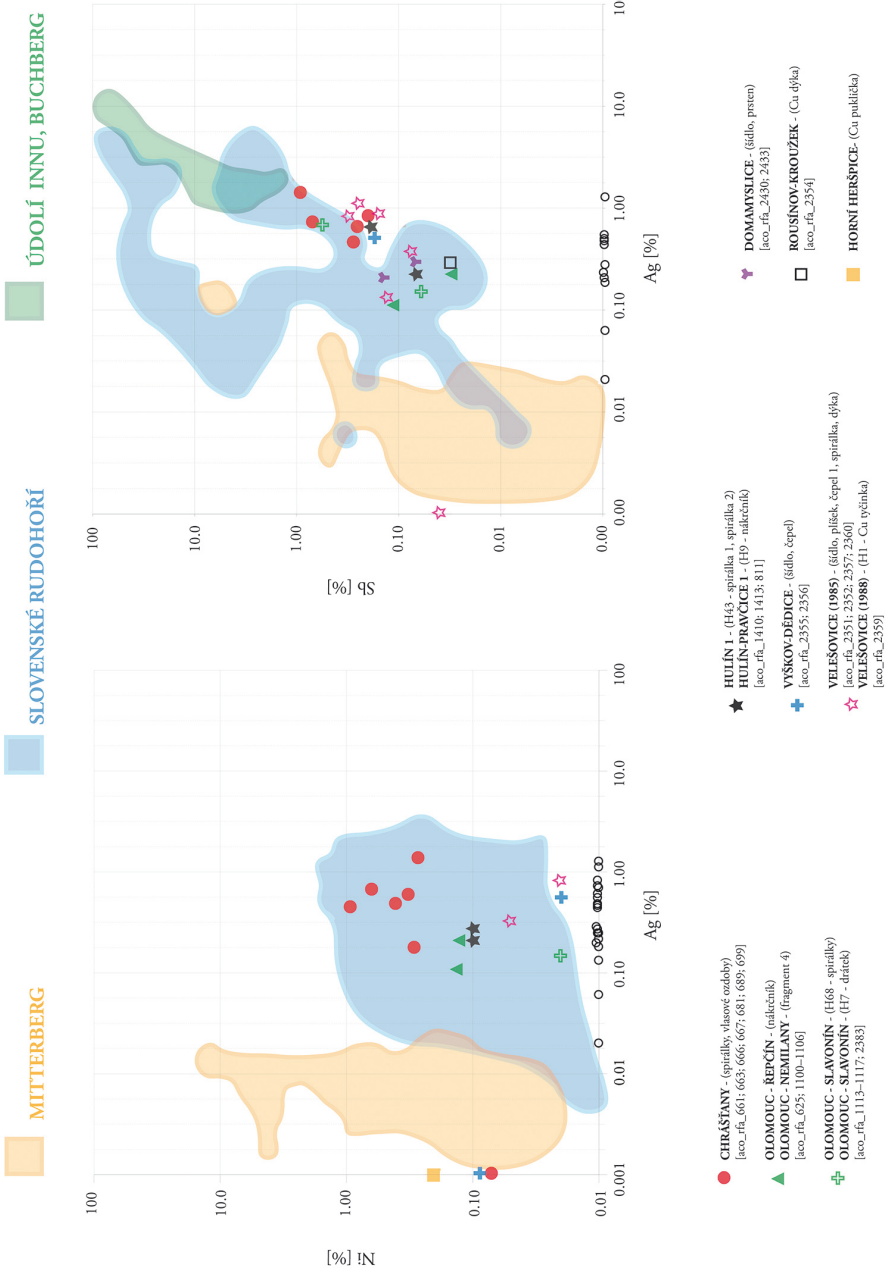 MITTERBERG
SLOVENSKÉ RUDOHOŘÍ
ÚDOLÍ INNU, BUCHBERG
100
10.0
1.00
0.10
0.01
Ni [%]
0.001
0.01
0.10
1.00
10.0
100
Ag [%]
100
10.0
1.00
0.10
0.01
0.00
Sb [%]
0.00
0.01
0.10
1.00
10.0
10
Ag [%]
CHRÁŠŤANY - (spirálky, vlasové ozdoby)
[aco_rfa_661; 663; 666; 667; 681; 689; 699]
OLOMOUC - ŘEPČÍN - (nákrčník)
OLOMOUC - NEMILANY - (fragment 4)
[aco_rfa_625; 1100–1106]
OLOMOUC - SLAVONÍN - (H68 - spirálky)
OLOMOUC - SLAVONÍN - (H7 - drátek)
[aco_rfa_1113–1117; 2383]
HULÍN 1 - (H43 - spirálka 1, spirálka 2)
HULÍN-PRAVČICE 1 - (H9 - nákrčník)
[aco_rfa_1410; 1413; 811]
VYŠKOV-DĚDICE - (šídlo, čepel)
[aco_rfa_2355; 2356]
VELEŠOVICE (1985) - (šídlo, plíšek, čepel 1, spirálka, dýka)
[aco_rfa_2351; 2352; 2357; 2360]
VELEŠOVICE (1988) - (H1 - Cu tyčinka)
[aco_rfa_2359]
DOMAMYSLICE - (šídlo, prsten)
[aco_rfa_2430; 2433]
ROUSÍNOV-KROUŽEK - (Cu dýka)
[aco_rfa_2354]
HORNÍ HERŠPICE- (Cu puklička)